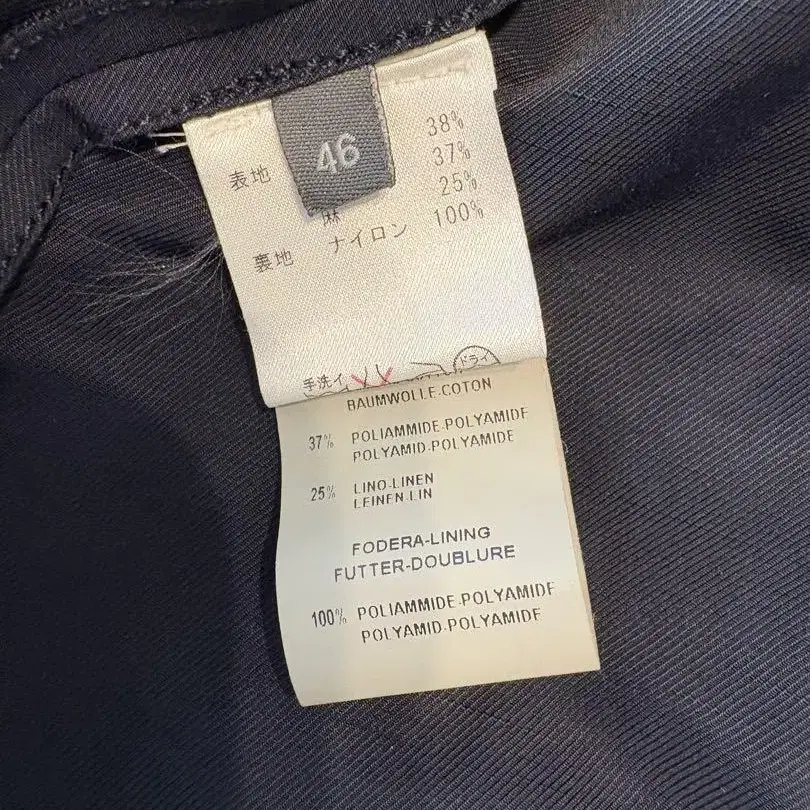 46
38%
表地 37%
25%
麻
裏地 ナイロン 100%
手洗イ ドライ
BAUMWOLLE-COTON
37% POLIAMMIDE-POLYAMIDE
POLYAMID-POLYAMIDE
25% LINO-LINEN
LEINEN-LIN
FODERA-LINING
FUTTER-DOUBLURE
100% POLIAMMIDE-POLYAMIDE
POLYAMID-POLYAMIDE